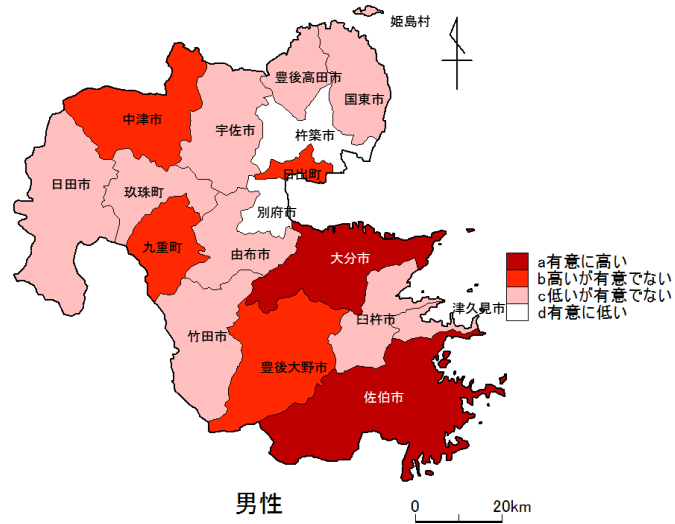 姫島村
豊後高田市
国東市
中津市
宇佐市
杵築市
日出町
日田市
玖珠町
別府市
九重町
由布市
大分市
a有意に高い
b高いが有意でない
c低いが有意でない
d有意に低い
津久見市
臼杵市
竹田市
豊後大野市
佐伯市
男性
0 20km